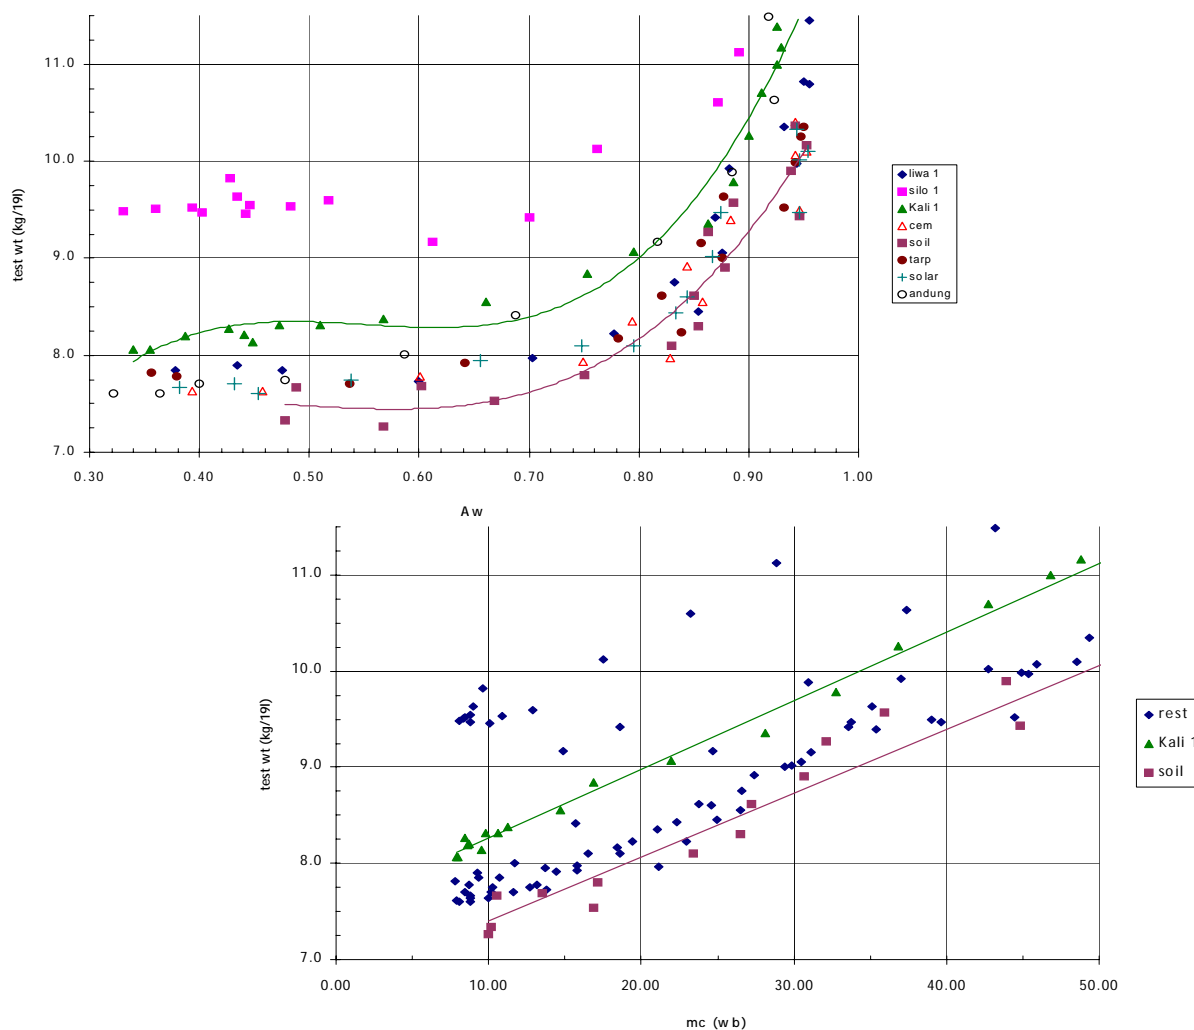 11.0
10.0
9.0
8.0
7.0
test wt (kg/19l)
0.30 0.40 0.50 0.60 0.70 0.80 0.90 1.00
Aw
liwa 1
silo 1
Kali 1
cem
soil
tarp
solar
andung
11.0
10.0
9.0
8.0
7.0
test wt (kg/19l)
0.00 10.00 20.00 30.00 40.00 50.00
mc (wb)
rest
Kali 1
soil